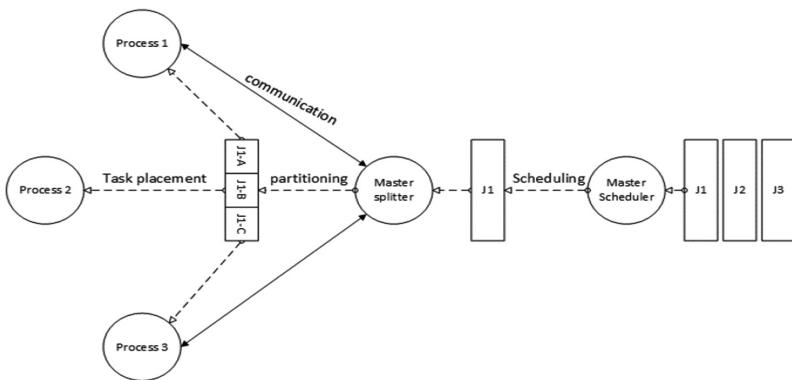 Process 1
communication
J1-A
Task placement
J1-B
partitioning
Process 2
Master
splitter
J1
Scheduling
Master
Scheduler
J1
J2
J3
J1-C
Process 3